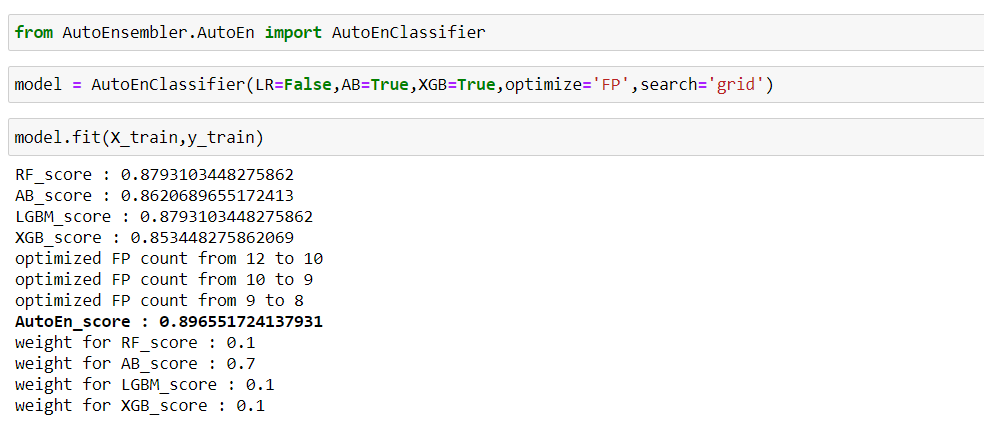 from AutoEnsembler.AutoEn import AutoEnClassifier
model = AutoEnClassifier(LR=False,AB=True,XGB=True,optimize='FP',search='grid')
model.fit(X_train,y_train)
RF_score : 0.8793103448275862
AB_score : 0.8620689655172413
LGBM_score : 0.8793103448275862
XGB_score : 0.853448275862069
optimized FP count from 12 to 10
optimized FP count from 10 to 9
optimized FP count from 9 to 8
AutoEn_score : 0.896551724137931
weight for RF_score : 0.1
weight for AB_score : 0.7
weight for LGBM_score : 0.1
weight for XGB_score : 0.1